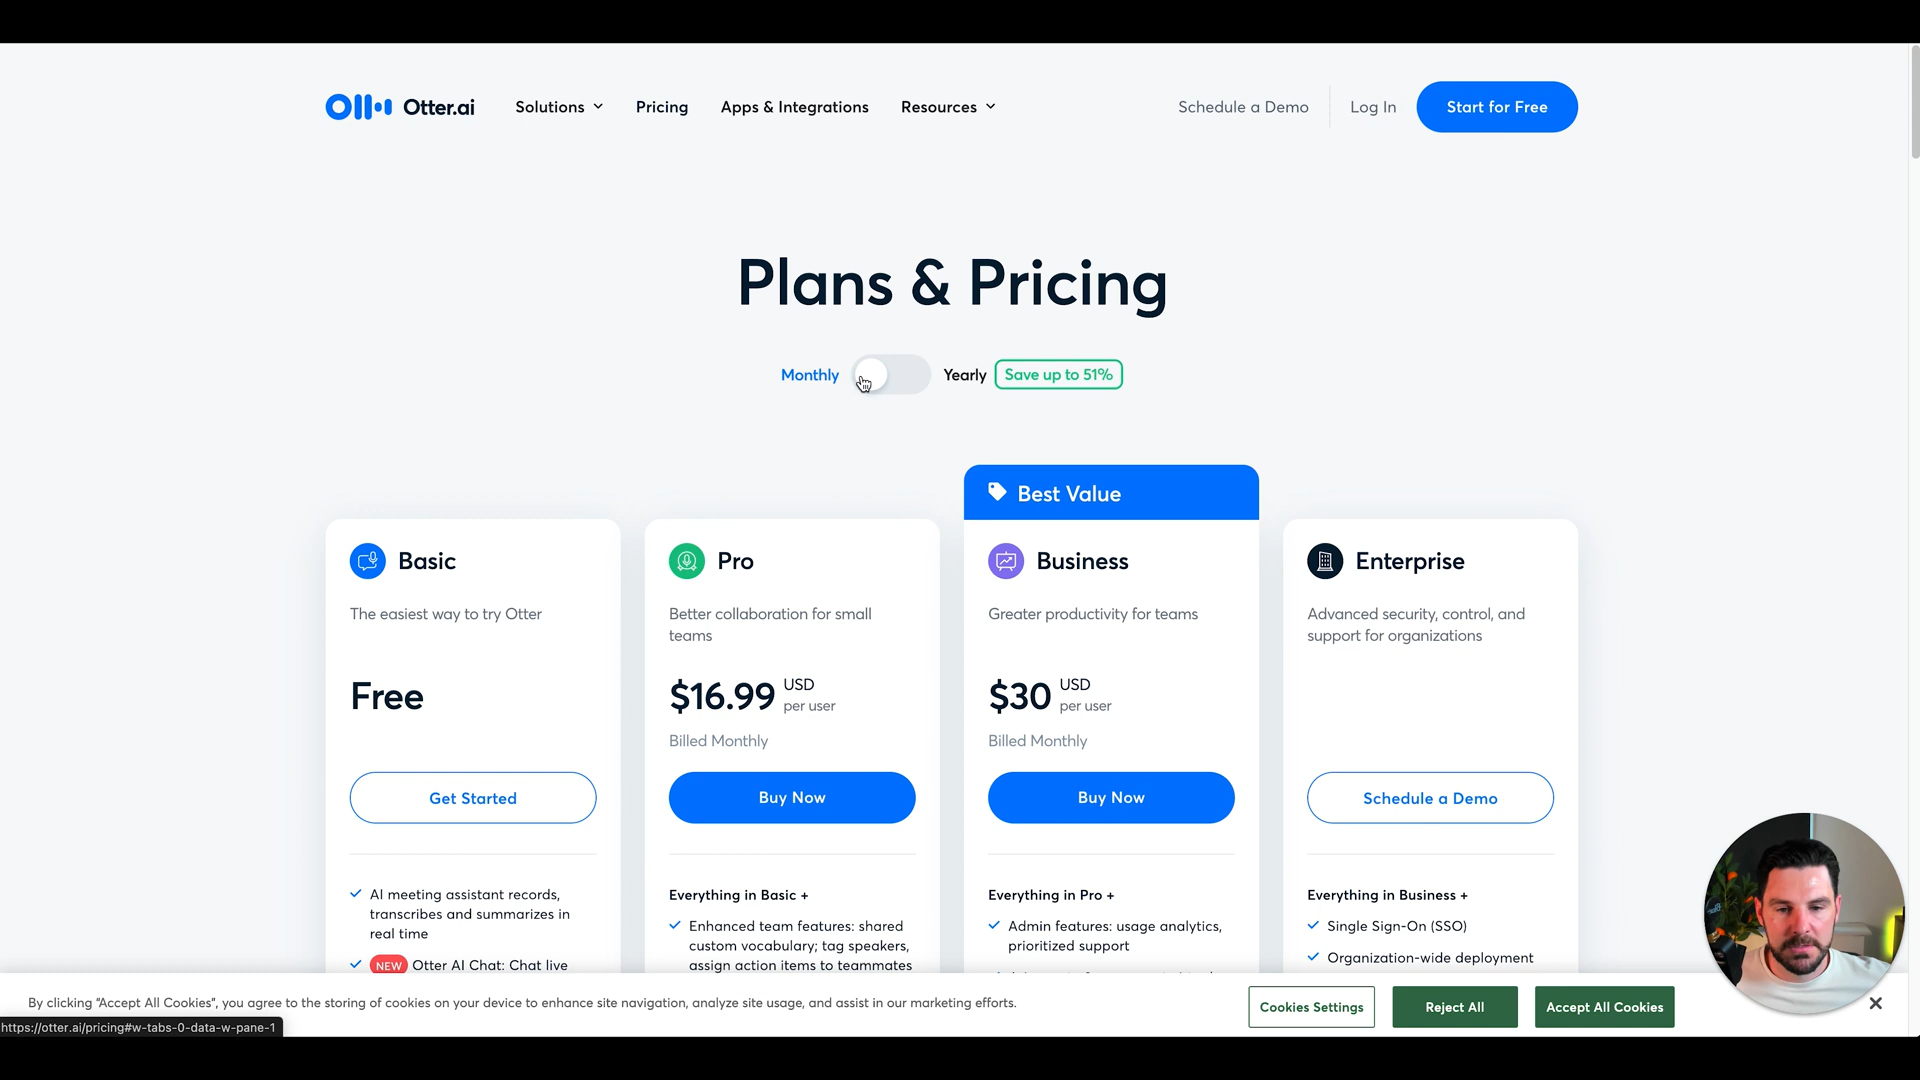 Otter.ai
Solutions
Pricing
Apps & Integrations
Resources
Schedule a Demo
Log In
Start for Free
Plans & Pricing
Monthly
Yearly
Save up to 51%
Best Value
Basic
The easiest way to try Otter
Free
Get Started
AI meeting assistant records,
transcribes and summarizes in
real time
NEW Otter AI Chat: Chat live
Pro
Better collaboration for small
teams
$16.99 USD
per user
Billed Monthly
Buy Now
Everything in Basic +
Enhanced team features: shared
custom vocabulary; tag speakers,
assign action items to teammates
Business
Greater productivity for teams
$30 USD
per user
Billed Monthly
Buy Now
Everything in Pro +
Admin features: usage analytics,
prioritized support
Enterprise
Advanced security, control, and
support for organizations
Schedule a Demo
Everything in Business +
Single Sign-On (SSO)
Organization-wide deployment
By clicking “Accept All Cookies”, you agree to the storing of cookies on your device to enhance site navigation, analyze site usage, and assist in our marketing efforts.
Cookies Settings
Reject All
Accept All Cookies
https://otter.ai/pricing#w-tabs-0-data-w-pane-1